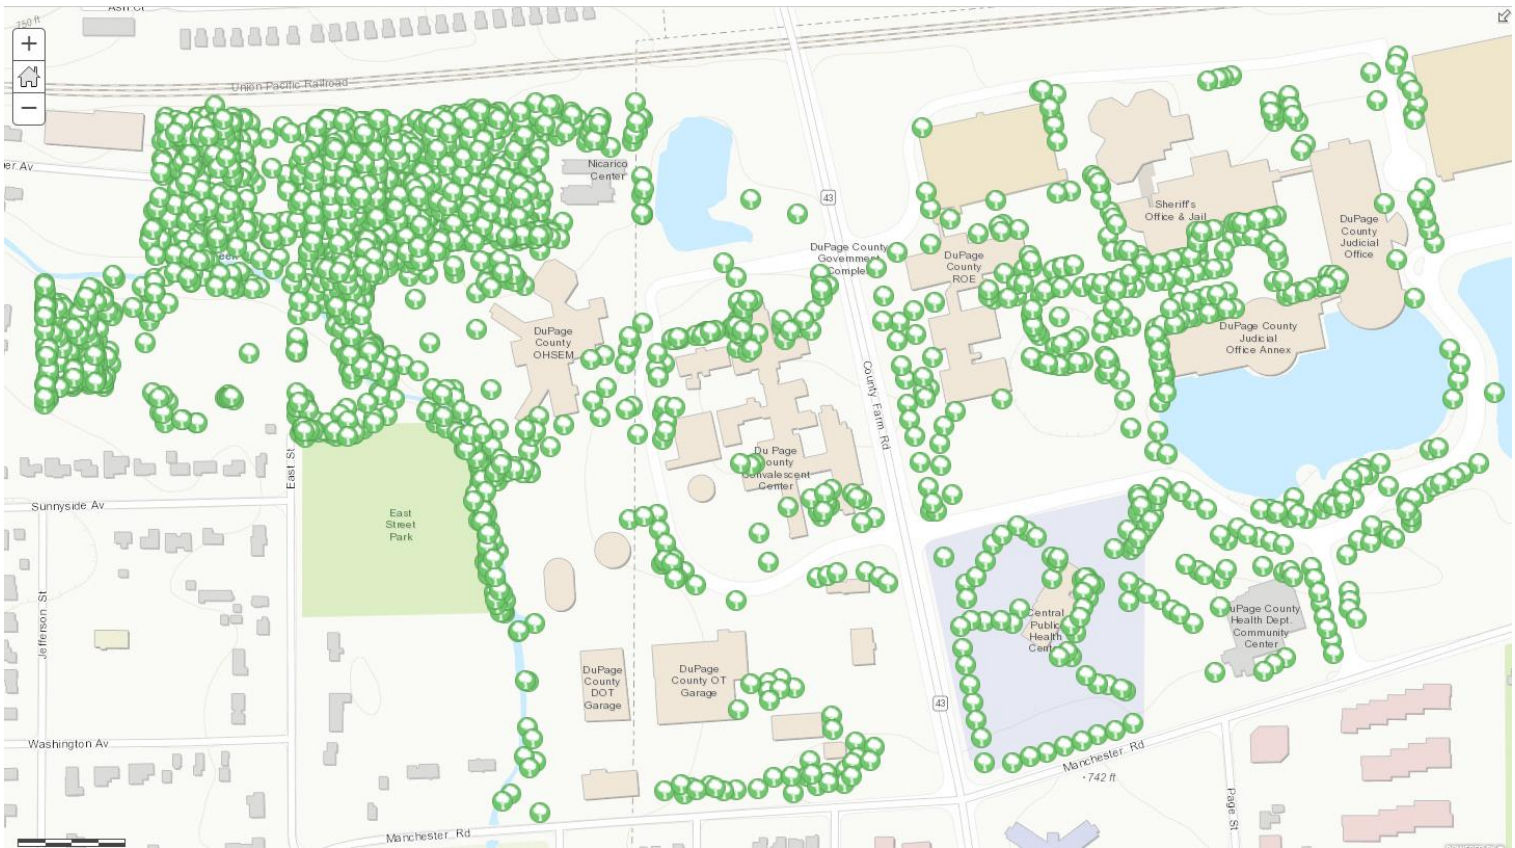 Ash Ct
750 ft
+
−
Union Pacific Railroad
er Av
Nicarico
Center
43
Sheriff's
Office & Jail
DuPage
County
Judicial
Office
DuPage County
Government
Comple
DuPage
County
ROE
DuPage
County
OHSEM
DuPage County
Judicial
Office Annex
County Farm Rd
East St
Du Page
County
Convalescent
Center
Sunnyside Av
East
Street
Park
Jefferson St
Central
Public
Health
Cent
uPage County
Health Dept.
Community
Center
DuPage
County
DOT
Garage
DuPage
County OT
Garage
43
Washington Av
Manchester Rd
742 ft
Page St
Manchester Rd